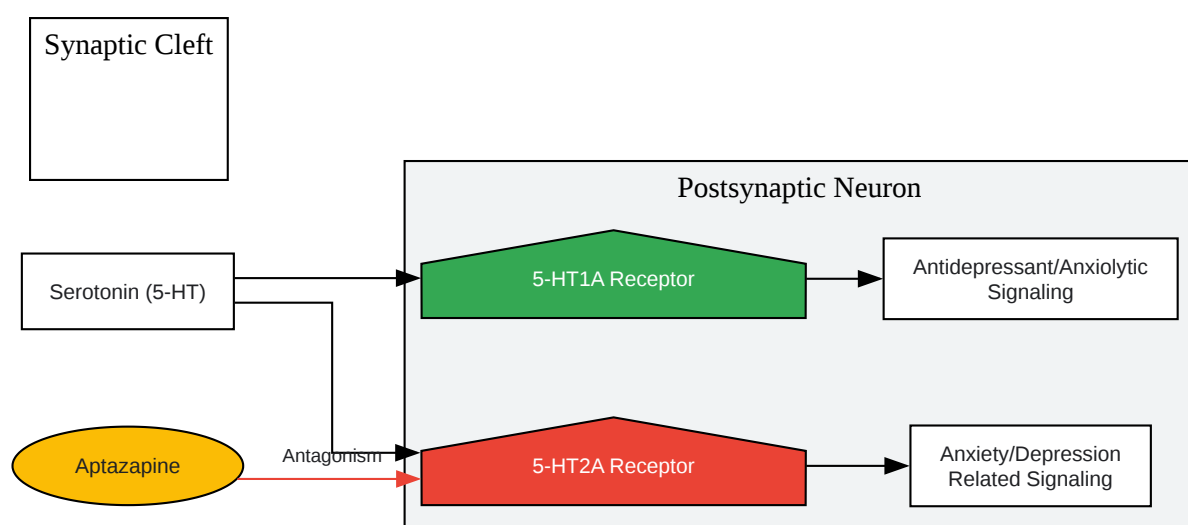 Synaptic Cleft
Postsynaptic Neuron
Serotonin (5-HT)
5-HT1A Receptor
Antidepressant/Anxiolytic
Signaling
Aptazapine
Antagonism
5-HT2A Receptor
Anxiety/Depression
Related Signaling